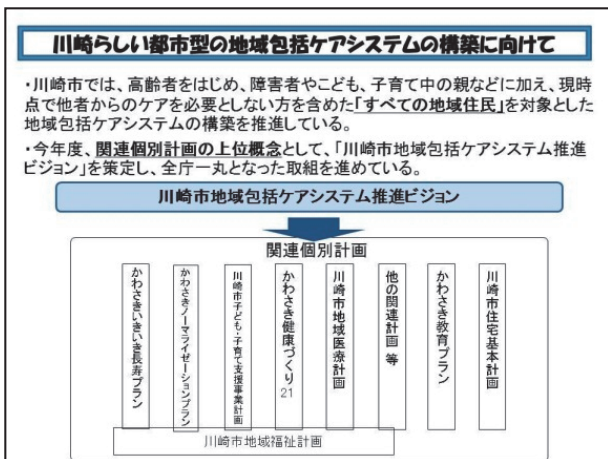 川崎らしい都市型の地域包括ケアシステムの構築に向けて
・川崎市では、高齢者をはじめ、障害者やこども、子育て中の親などに加え、現時
点で他者からのケアを必要としない方を含めた「すべての地域住民」を対象とした
地域包括ケアシステムの構築を推進している。
・今年度、関連個別計画の上位概念として、「川崎市地域包括ケアシステム推進
ビジョン」を策定し、全庁一丸となった取組を進めている。
川崎市地域包括ケアシステム推進ビジョン
関連個別計画
かわさきいきいき長寿プラン
かわさきノーマライゼーションプラン
川崎市子ども・子育て支援事業計画
かわさき健康づくり21
川崎市地域医療計画
他の関連計画 等
かわさき教育プラン
川崎市住宅基本計画
川崎市地域福祉計画